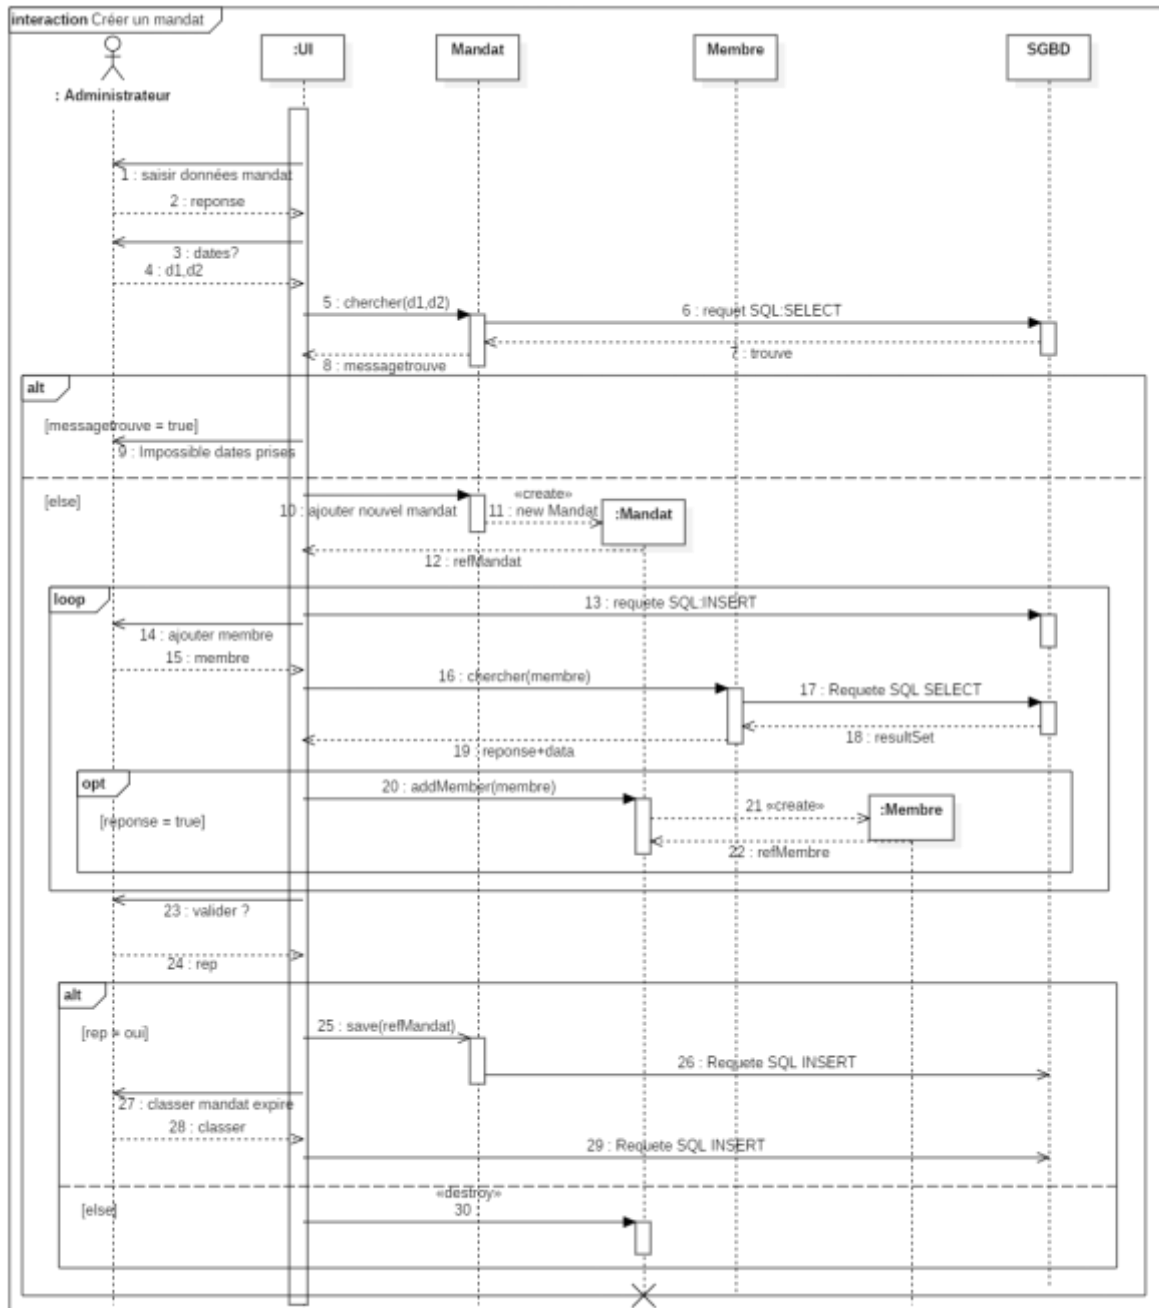 interaction Créer un mandat
:UI
Mandat
Membre
SGBD
: Administrateur
1 : saisir données mandat
2 : reponse
3 : dates?
4 : d1,d2
5 : chercher(d1,d2)
6 : requet SQL:SELECT
7 : trouve
8 : messagetrouve
alt
[messagetrouve = true]
9 : Impossible dates prises
[else]
10 : ajouter nouvel mandat
«create»
11 : new Mandat
:Mandat
12 : refMandat
loop
13 : requete SQL:INSERT
14 : ajouter membre
15 : membre
16 : chercher(membre)
17 : Requete SQL SELECT
18 : resultSet
19 : reponse+data
opt
20 : addMember(membre)
[reponse = true]
21 «create»
:Membre
22 : refMembre
23 : valider ?
24 : rep
alt
[rep = oui]
25 : save(refMandat)
26 : Requete SQL INSERT
27 : classer mandat expire
28 : classer
29 : Requete SQL INSERT
«destroy»
30
[else]